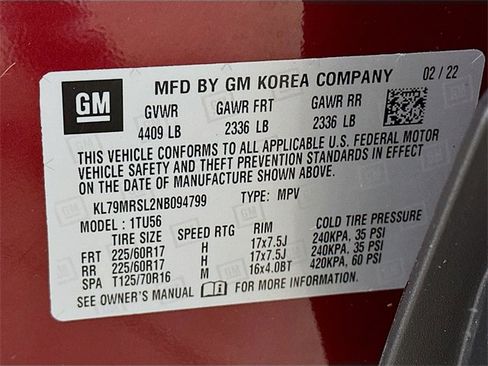 GM MFD BY GM KOREA COMPANY 02 / 22
GVWR GAWR FRT GAWR RR
4409 LB 2336 LB 2336 LB
THIS VEHICLE CONFORMS TO ALL APPLICABLE U.S. FEDERAL MOTOR
VEHICLE SAFETY AND THEFT PREVENTION STANDARDS IN EFFECT
ON THE DATE OF MANUFACTURE SHOWN ABOVE.
KL79MRSL2NB094799 TYPE: MPV
MODEL : 1TU56
TIRE SIZE SPEED RTG RIM COLD TIRE PRESSURE
FRT 225/60R17 H 17x7.5J 240KPA, 35 PSI
RR 225/60R17 H 17x7.5J 240KPA, 35 PSI
SPA T125/70R16 M 16x4.0BT 420KPA, 60 PSI
SEE OWNER'S MANUAL FOR MORE INFORMATION.